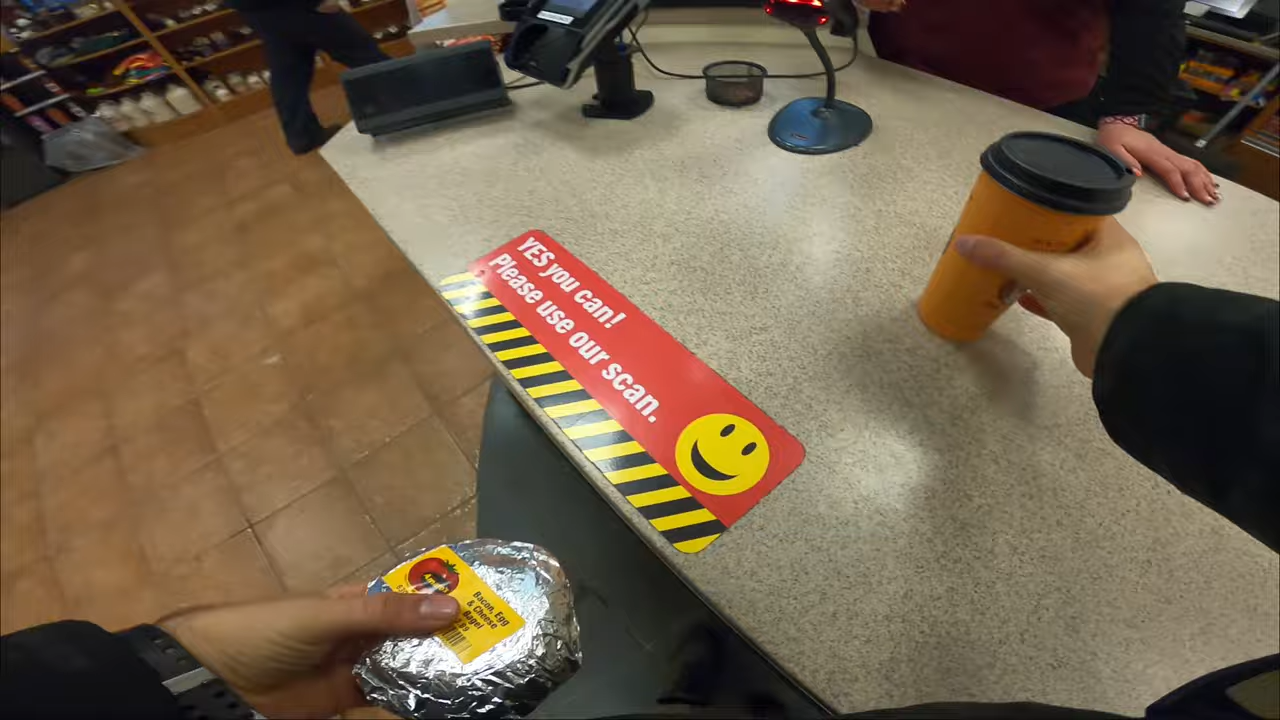 YES you can!
Please use our scan.
Bacon, Egg
& Cheese
Bagel